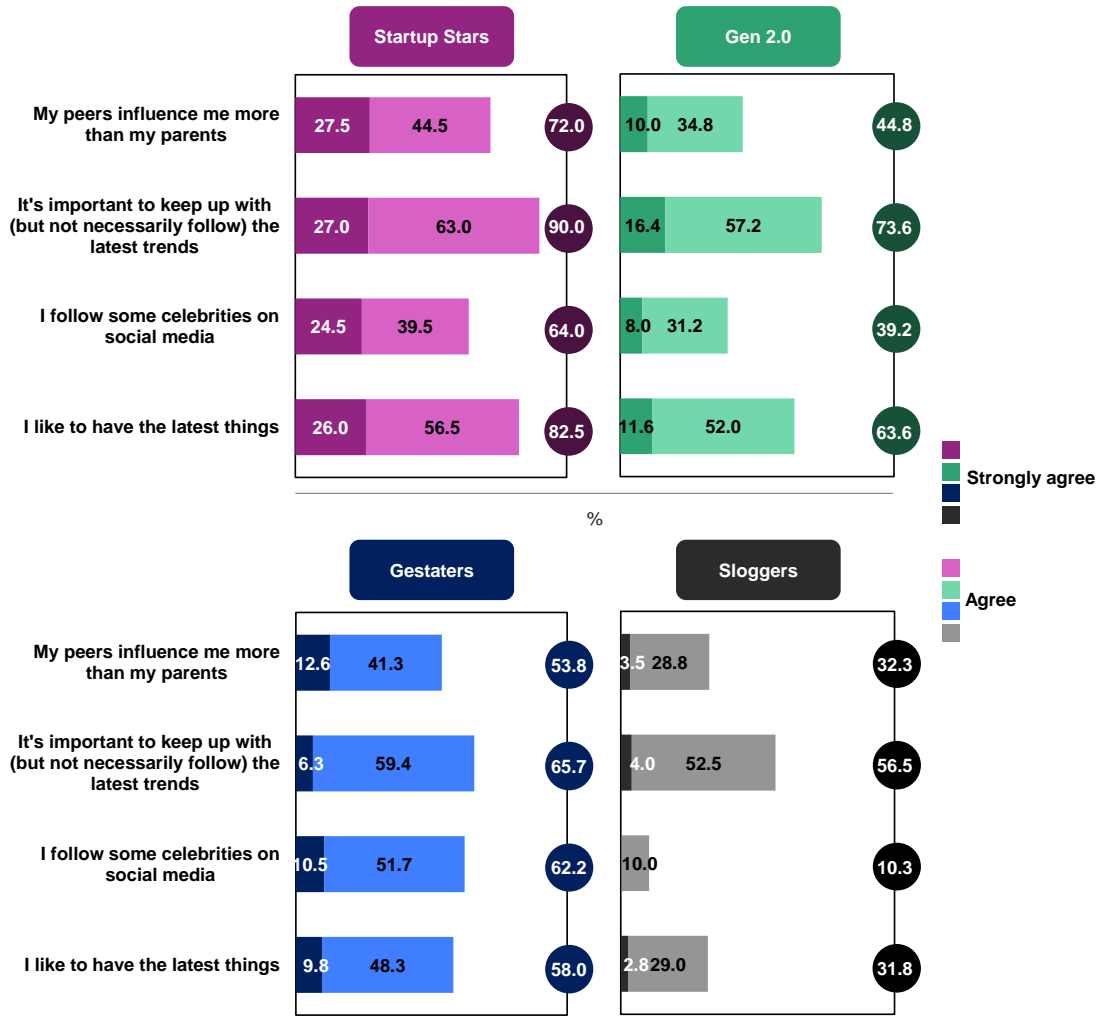 Startup Stars
Gen 2.0
My peers influence me more
than my parents
27.5 44.5 72.0
10.0 34.8 44.8
It's important to keep up with
(but not necessarily follow) the
latest trends
27.0 63.0 90.0
16.4 57.2 73.6
I follow some celebrities on
social media
24.5 39.5 64.0
8.0 31.2 39.2
I like to have the latest things
26.0 56.5 82.5
11.6 52.0 63.6
Strongly agree
%
Agree
Gestaters
Sloggers
My peers influence me more
than my parents
12.6 41.3 53.8
3.5 28.8 32.3
It's important to keep up with
(but not necessarily follow) the
latest trends
6.3 59.4 65.7
4.0 52.5 56.5
I follow some celebrities on
social media
10.5 51.7 62.2
10.0 10.3
I like to have the latest things
9.8 48.3 58.0
2.8 29.0 31.8